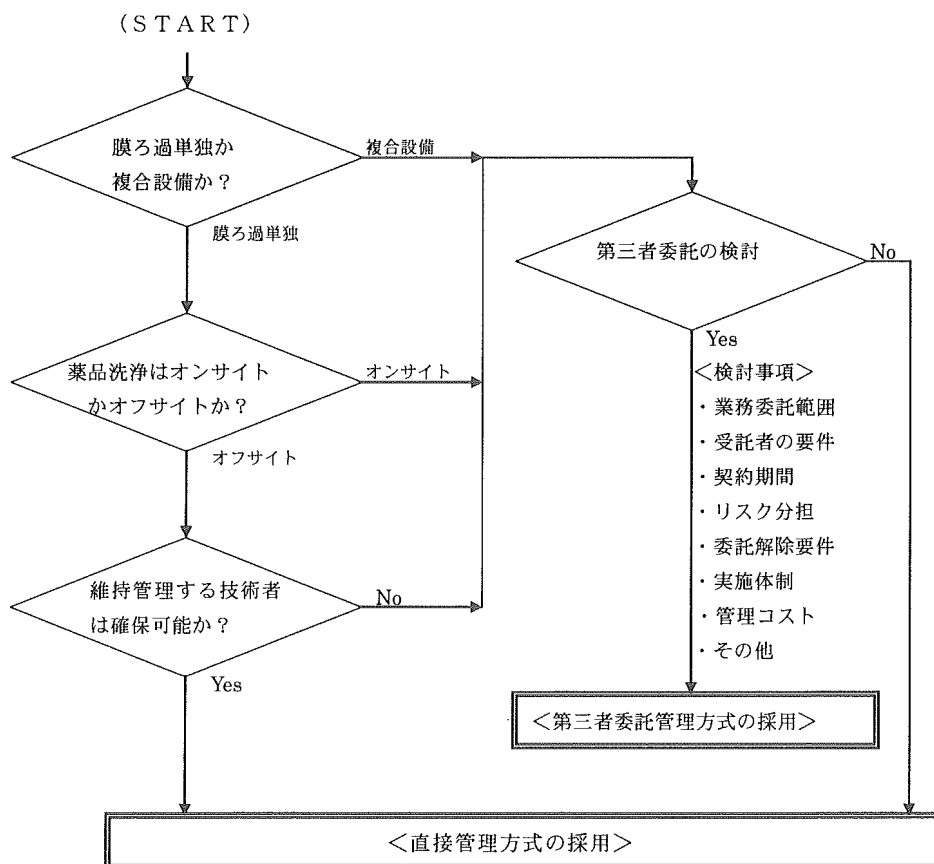 (ＳＴＡＲＴ)
膜ろ過単独か
複合設備か？
複合設備
膜ろ過単独
第三者委託の検討
No
Yes
薬品洗浄はオンサイト
かオフサイトか？
オンサイト
オフサイト
＜検討事項＞
・業務委託範囲
・受託者の要件
・契約期間
・リスク分担
・委託解除要件
・実施体制
・管理コスト
・その他
維持管理する技術者
は確保可能か？
No
Yes
＜第三者委託管理方式の採用＞
＜直接管理方式の採用＞